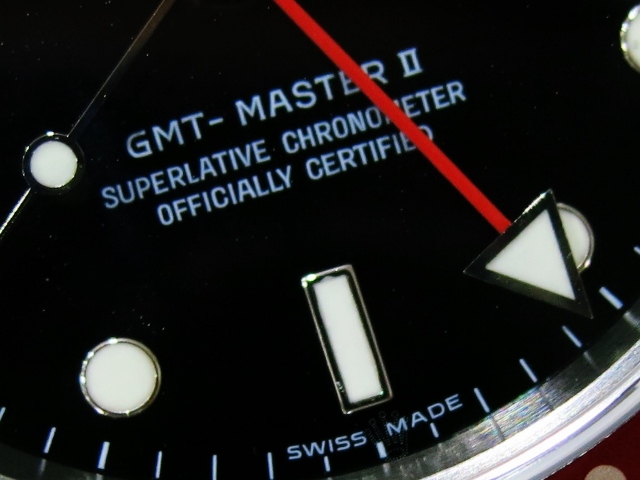 GMT-MASTER II
SUPERLATIVE CHRONOMETER
OFFICIALLY CERTIFIED
SWISS MADE